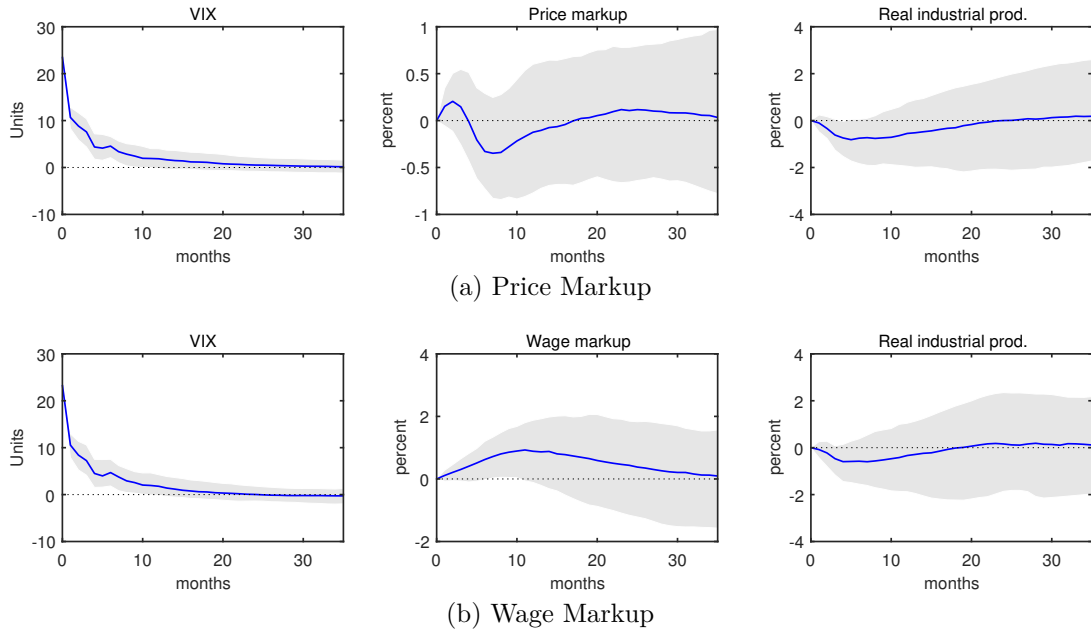 VIX
Price markup
Real industrial prod.
30
20
10
0
-10
Units
0 10 20 30
months
1
0.5
0
-0.5
-1
percent
0 10 20 30
months
4
2
0
-2
-4
percent
0 10 20 30
months
(a) Price Markup
VIX
Wage markup
Real industrial prod.
30
20
10
0
-10
Units
0 10 20 30
months
4
2
0
-2
percent
0 10 20 30
months
4
2
0
-2
-4
percent
0 10 20 30
months
(b) Wage Markup